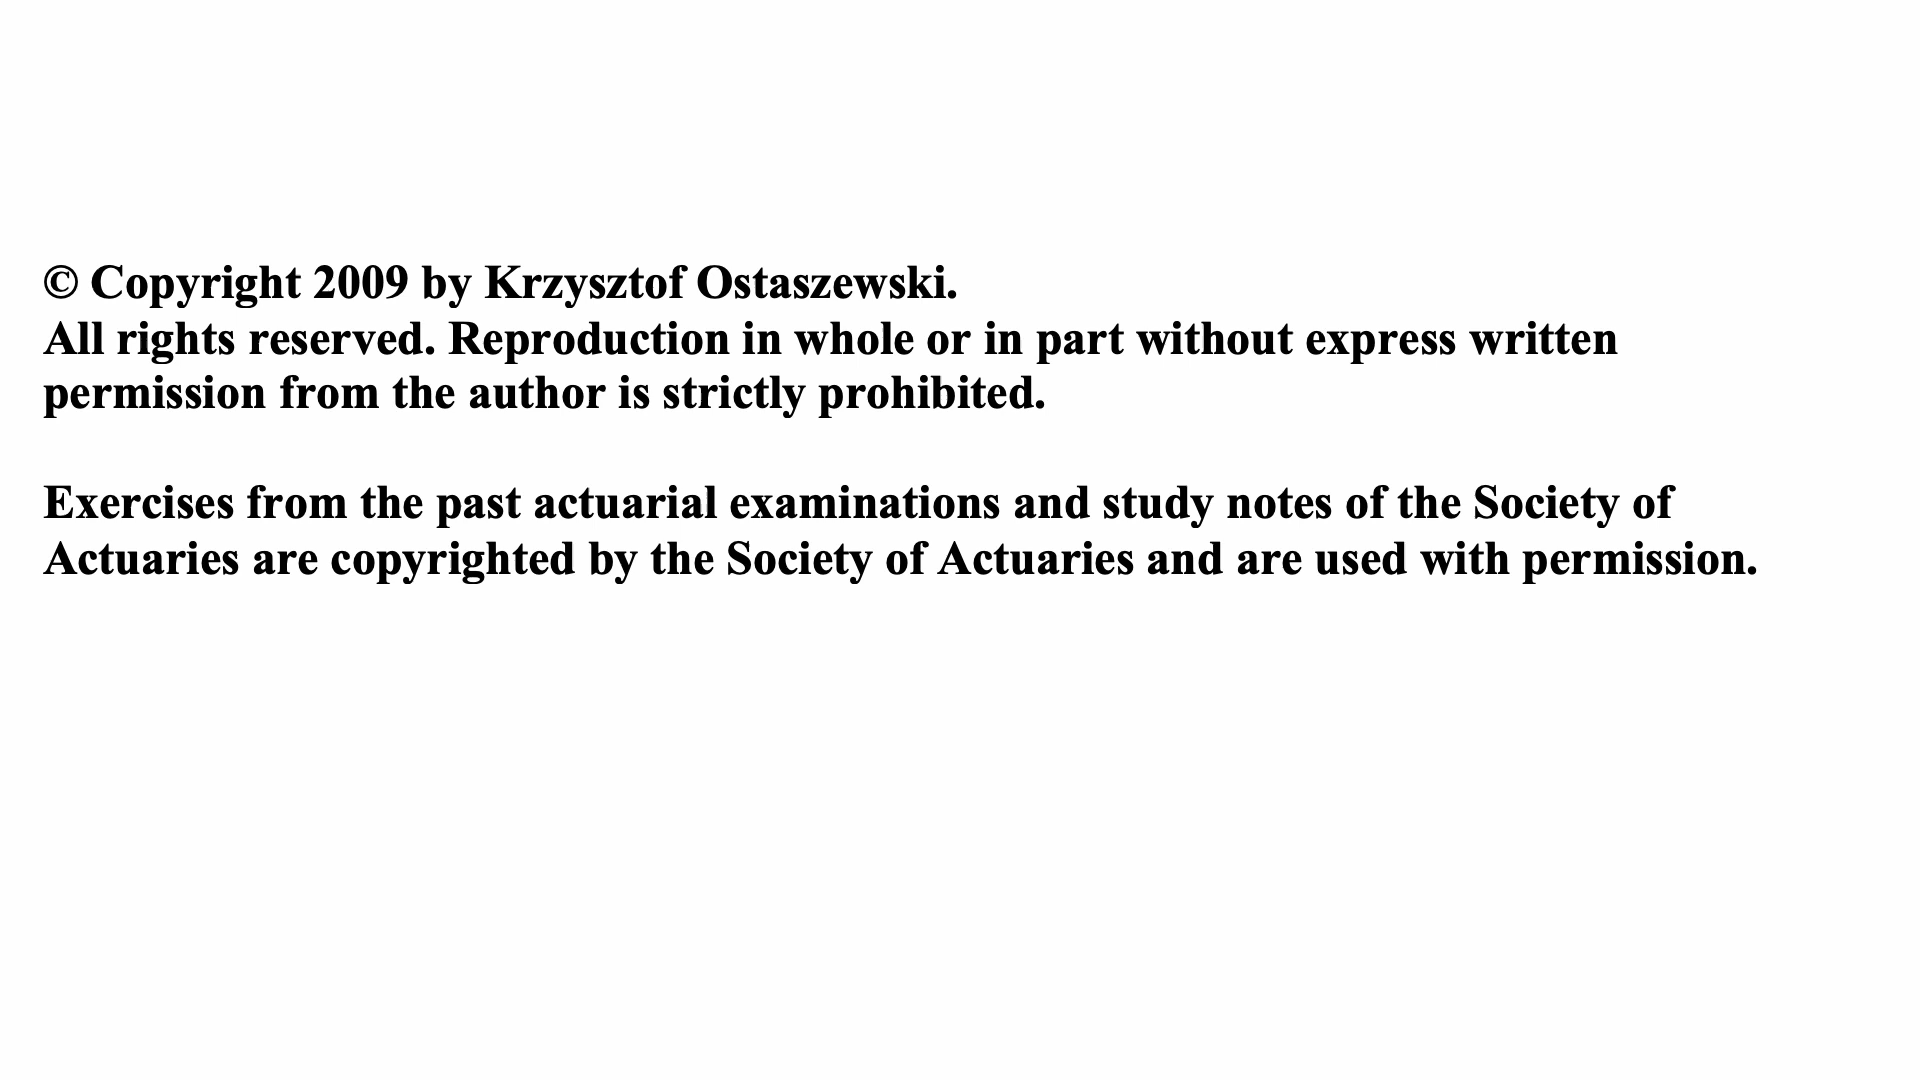 © Copyright 2009 by Krzysztof Ostaszewski.
All rights reserved. Reproduction in whole or in part without express written
permission from the author is strictly prohibited.
Exercises from the past actuarial examinations and study notes of the Society of
Actuaries are copyrighted by the Society of Actuaries and are used with permission.